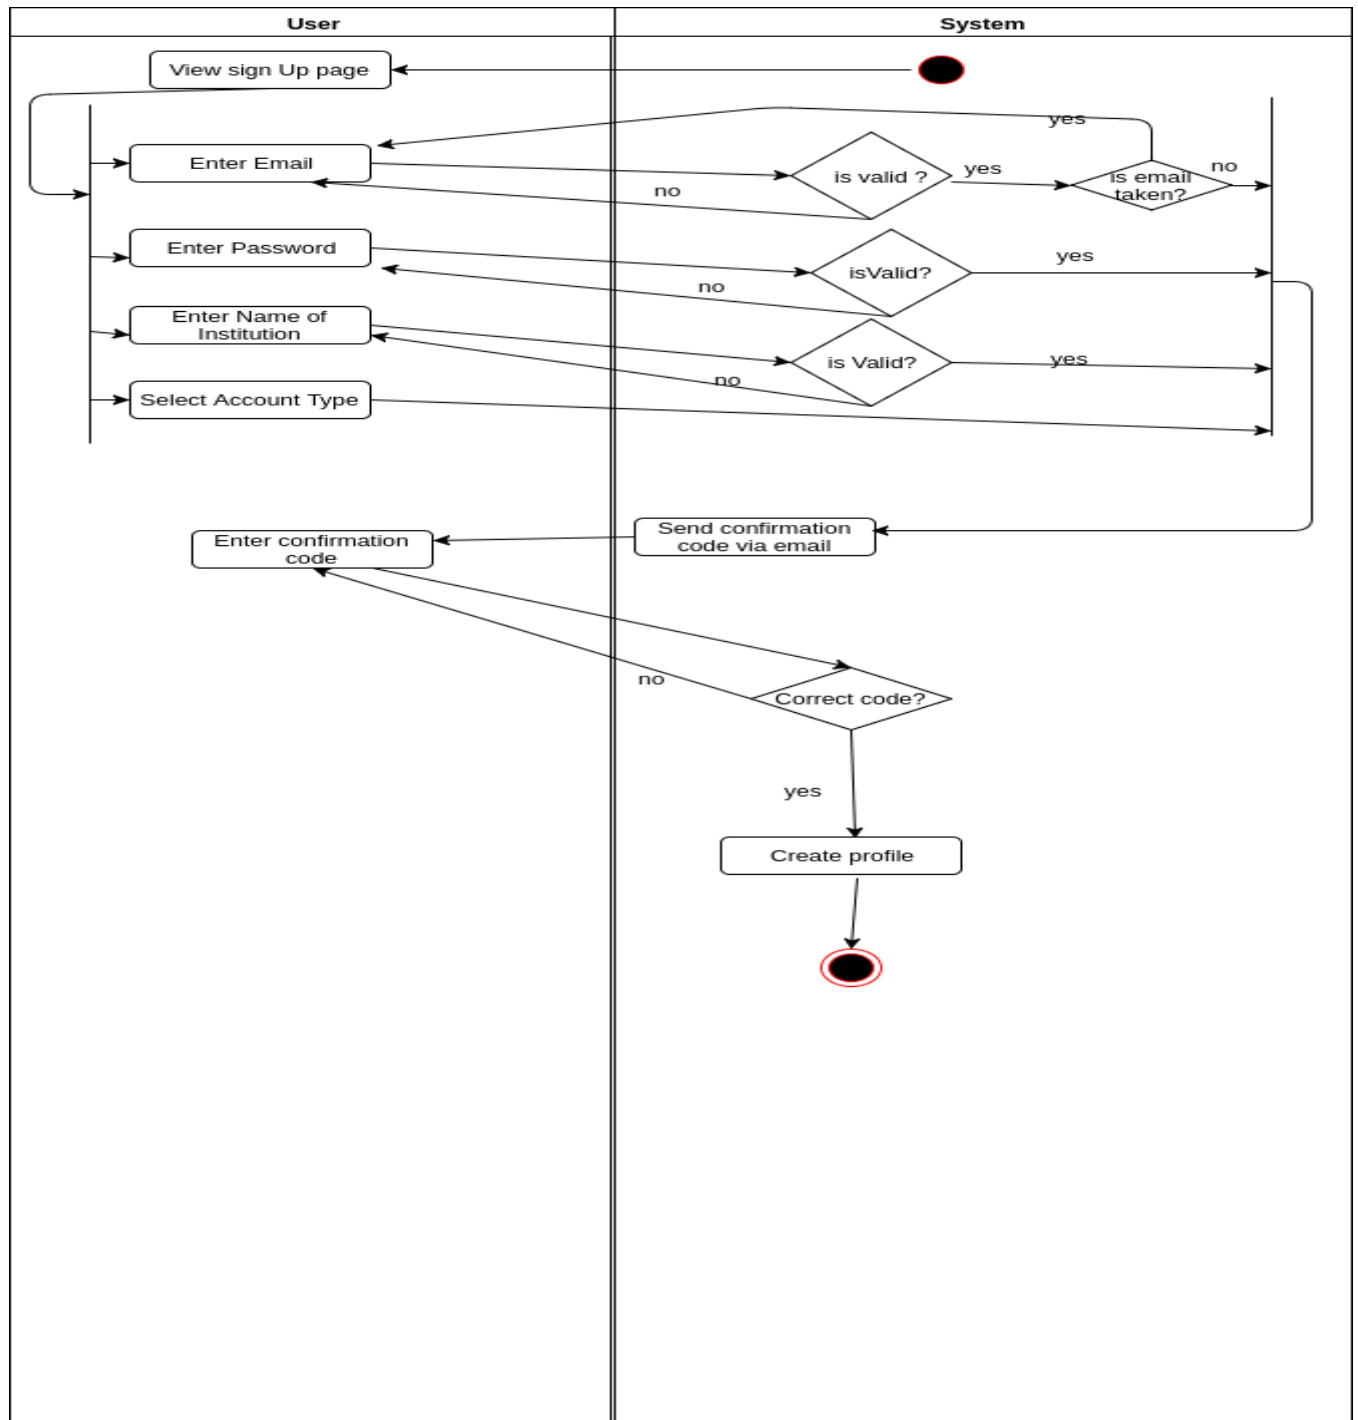 User
System
View sign Up page
yes
Enter Email
is valid ?
yes
is email
taken?
no
no
Enter Password
isValid?
yes
no
Enter Name of
Institution
is Valid?
yes
no
Select Account Type
Send confirmation
code via email
Enter confirmation
code
no
Correct code?
yes
Create profile